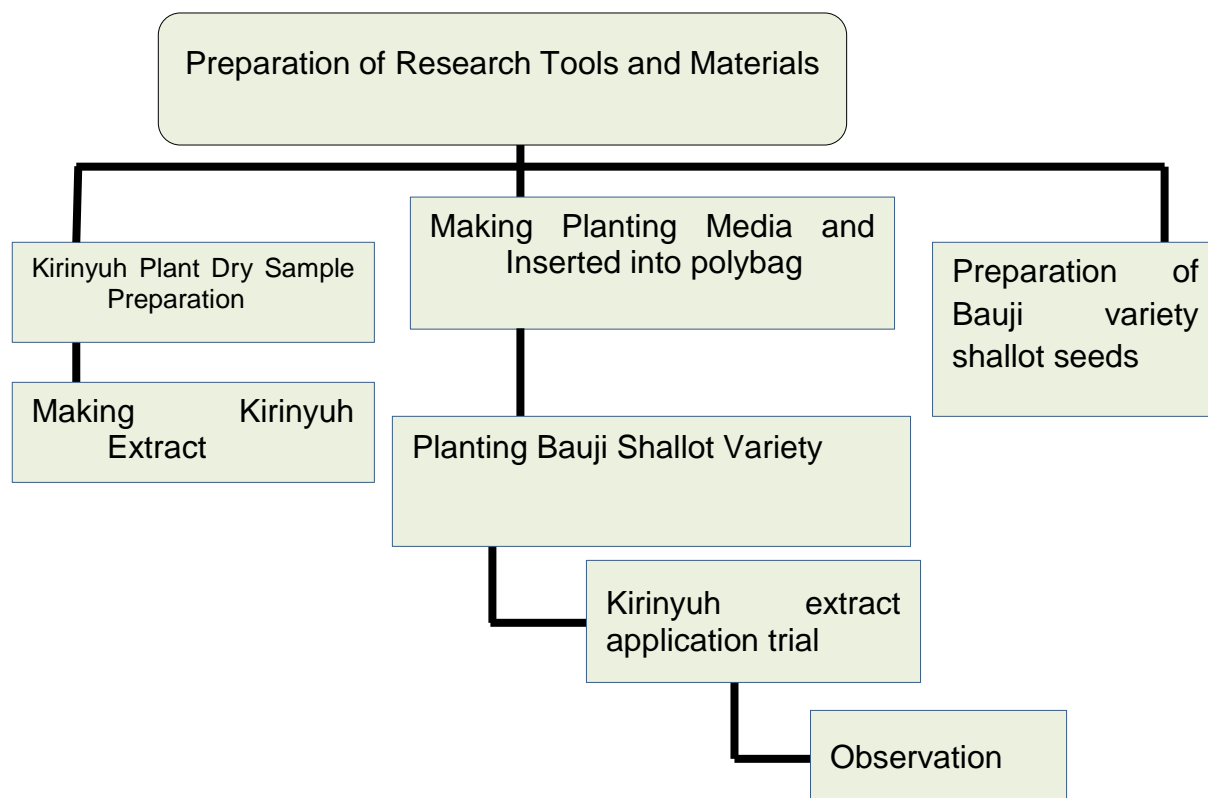 Preparation of Research Tools and Materials
Kirinyuh Plant Dry Sample
Preparation
Making Kirinyuh
Extract
Making Planting Media and
Inserted into polybag
Planting Bauji Shallot Variety
Kirinyuh extract
application trial
Observation
Preparation of
Bauji variety
shallot seeds